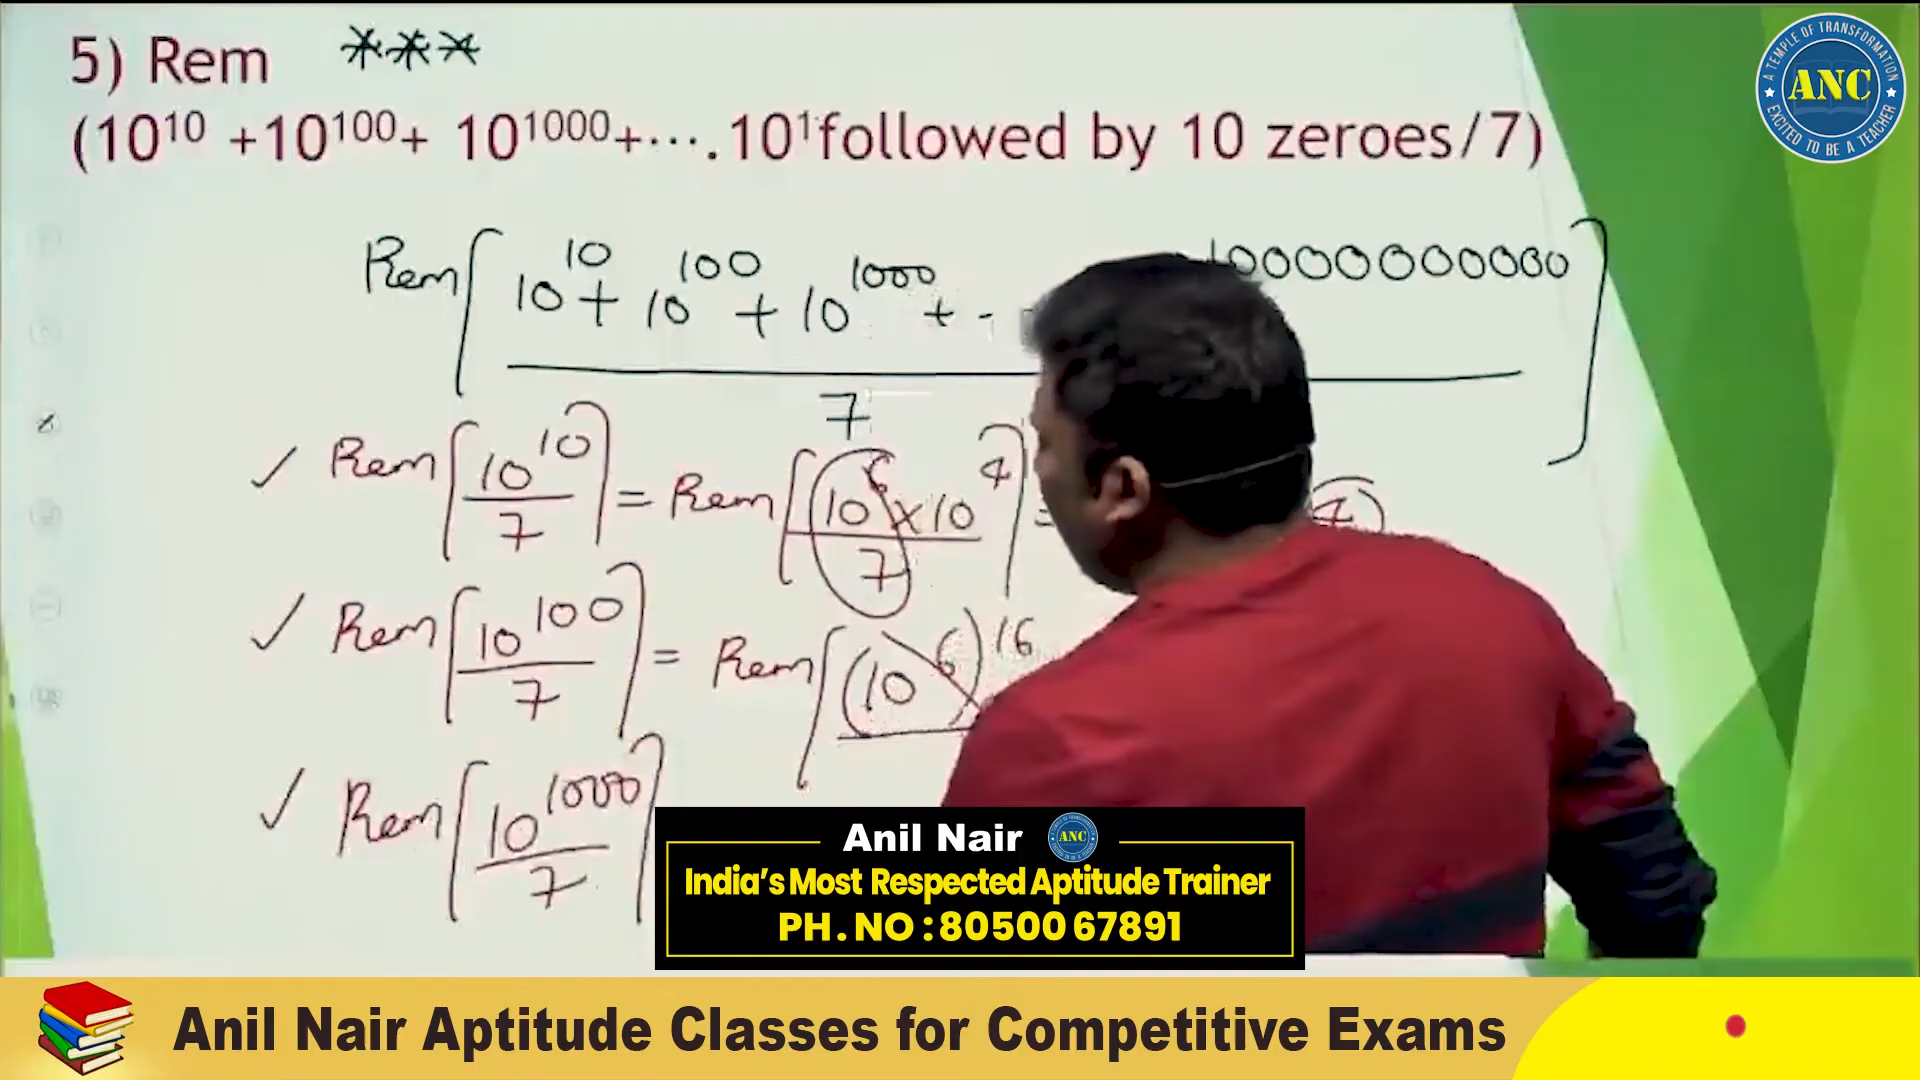 5) Rem ***
(10¹⁰ +10¹⁰⁰+ 10¹⁰⁰⁰+⋯.10¹followed by 10 zeroes/7)
A TEMPLE OF TRANSFORMATION
ANC
EXCITED TO BE A TEACHER
Rem[ 10¹⁰ + 10¹⁰⁰ + 10¹⁰⁰⁰ + - 10000000000 ]
7
✓ Rem[10¹⁰/7] = Rem[(10⁶×10⁴/7] = 4
✓ Rem[10¹⁰⁰/7] = Rem[(10⁶)¹⁶
✓ Rem[10¹⁰⁰⁰/7]
Anil Nair ANC
India's Most Respected Aptitude Trainer
PH. NO : 80500 67891
Anil Nair Aptitude Classes for Competitive Exams